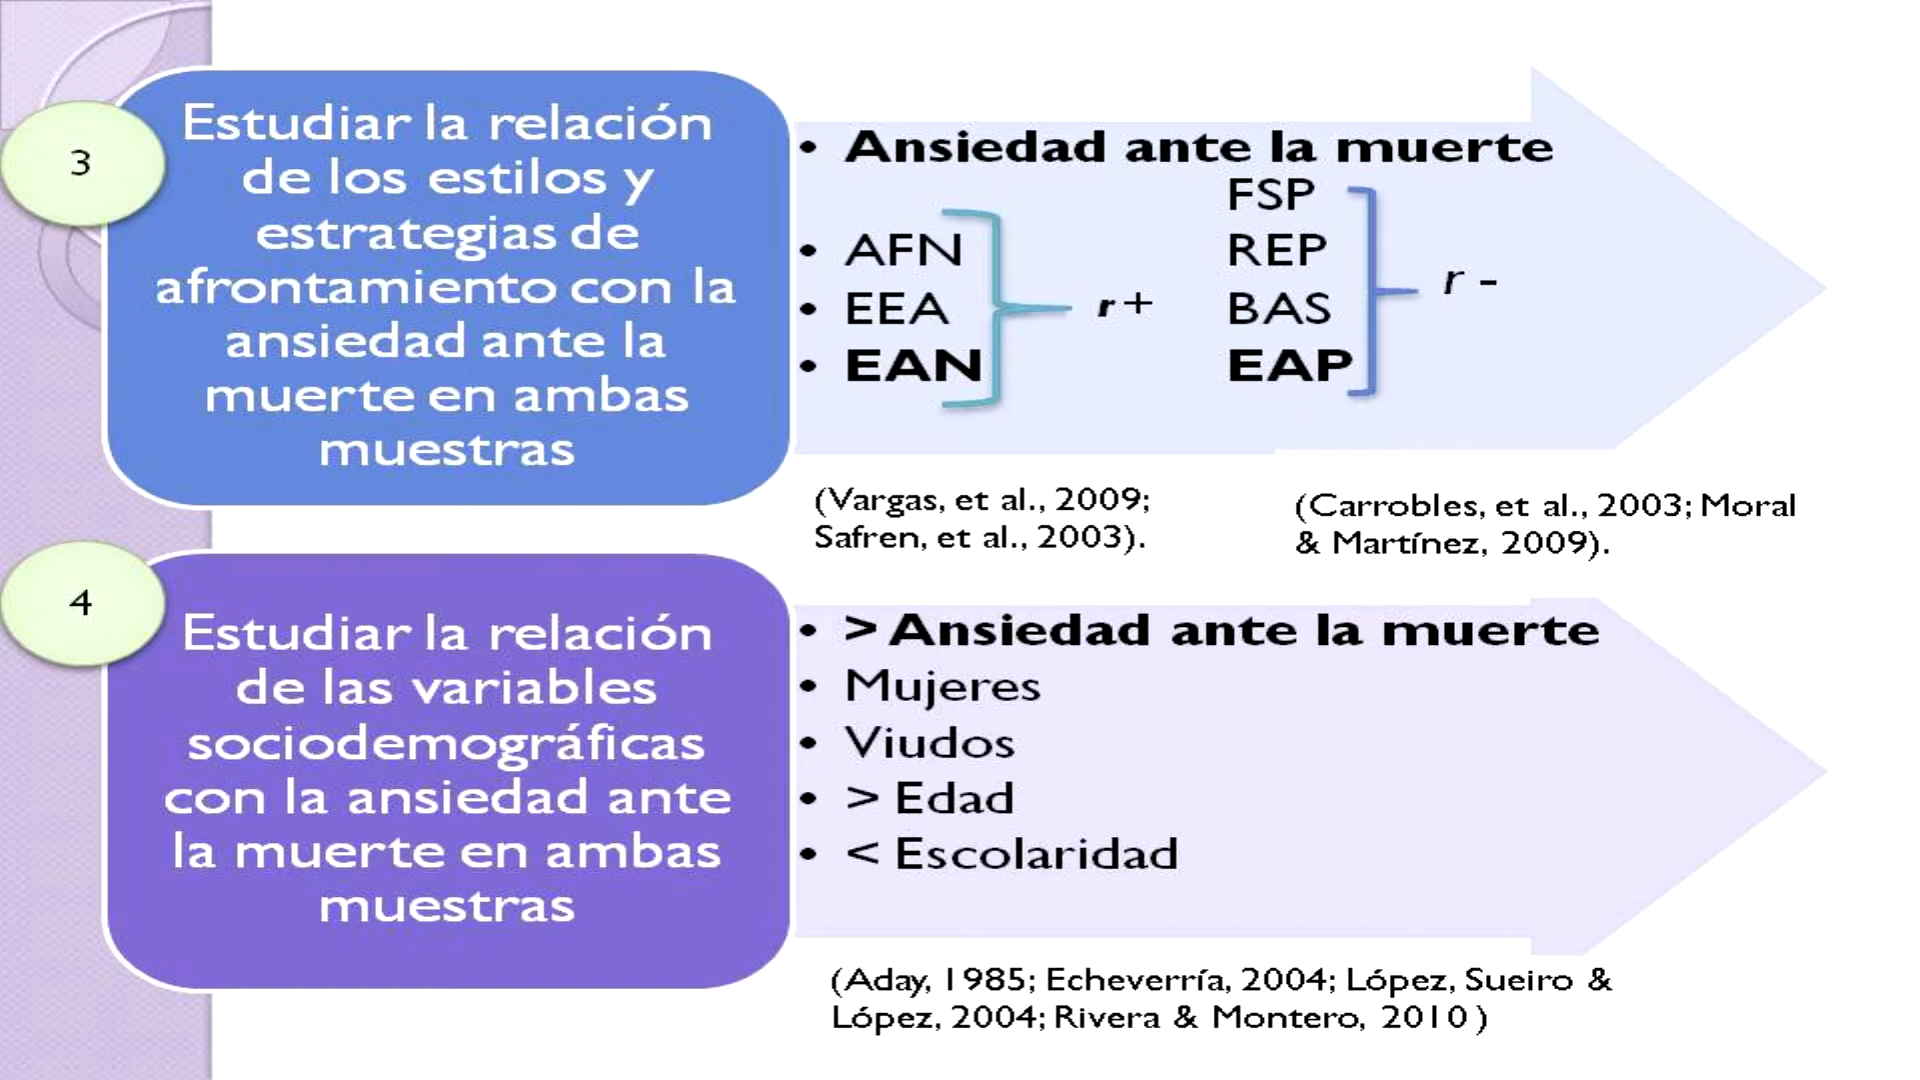 3
Estudiar la relación
de los estilos y
estrategias de
afrontamiento con la
ansiedad ante la
muerte en ambas
muestras
• Ansiedad ante la muerte
FSP
• AFN REP
• EEA BAS
• EAN EAP
r +
r -
(Vargas, et al., 2009;
Safren, et al., 2003).
(Carrobles, et al., 2003; Moral
& Martínez, 2009).
4
Estudiar la relación
de las variables
sociodemográficas
con la ansiedad ante
la muerte en ambas
muestras
• > Ansiedad ante la muerte
• Mujeres
• Viudos
• > Edad
• < Escolaridad
(Aday, 1985; Echeverría, 2004; López, Sueiro &
López, 2004; Rivera & Montero, 2010 )